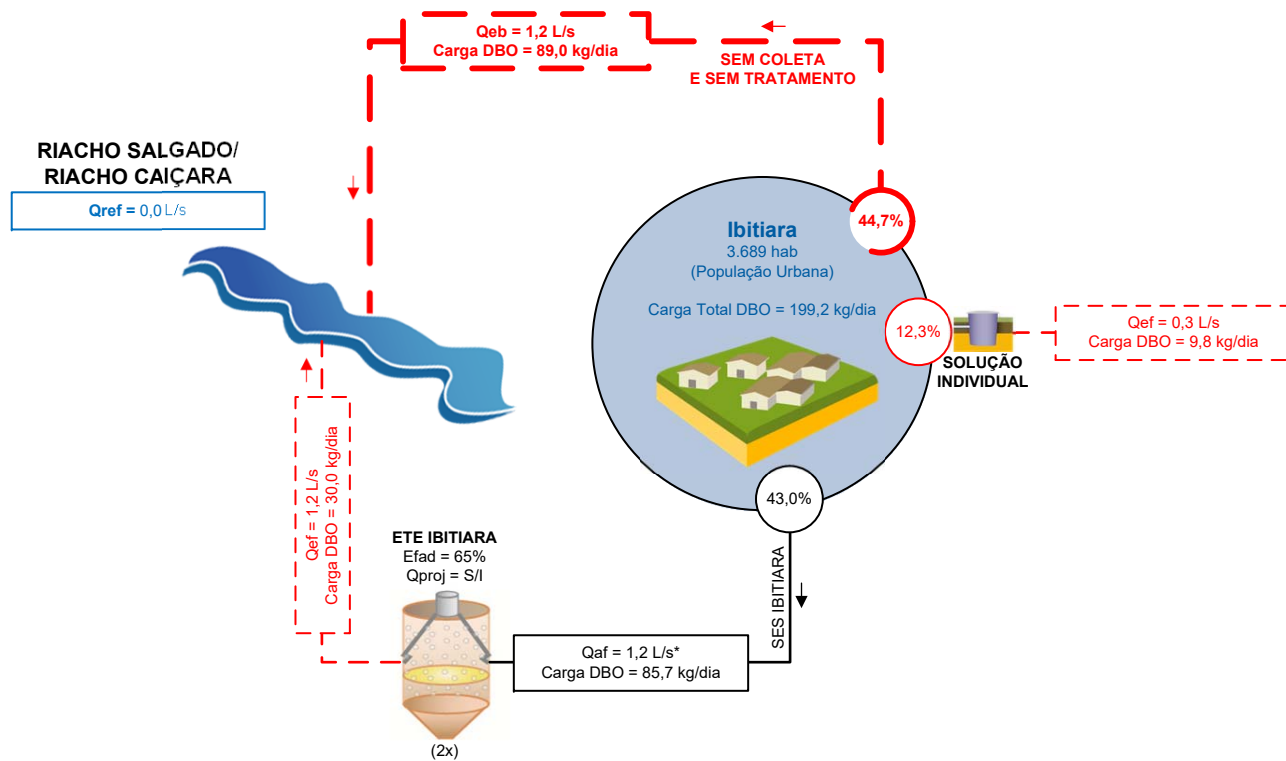 Qeb = 1,2 L/s
Carga DBO = 89,0 kg/dia
SEM COLETA
E SEM TRATAMENTO
RIACHO SALGADO/
RIACHO CAIÇARA
Qref = 0,0 L/s
44,7%
Ibitiara
3.689 hab
(População Urbana)
Carga Total DBO = 199,2 kg/dia
12,3%
SOLUÇÃO
INDIVIDUAL
Qef = 0,3 L/s
Carga DBO = 9,8 kg/dia
43,0%
SES IBITIARA
Qef = 1,2 L/s
Carga DBO = 30,0 kg/dia
ETE IBITIARA
Efad = 65%
Qproj = S/I
(2x)
Qaf = 1,2 L/s*
Carga DBO = 85,7 kg/dia